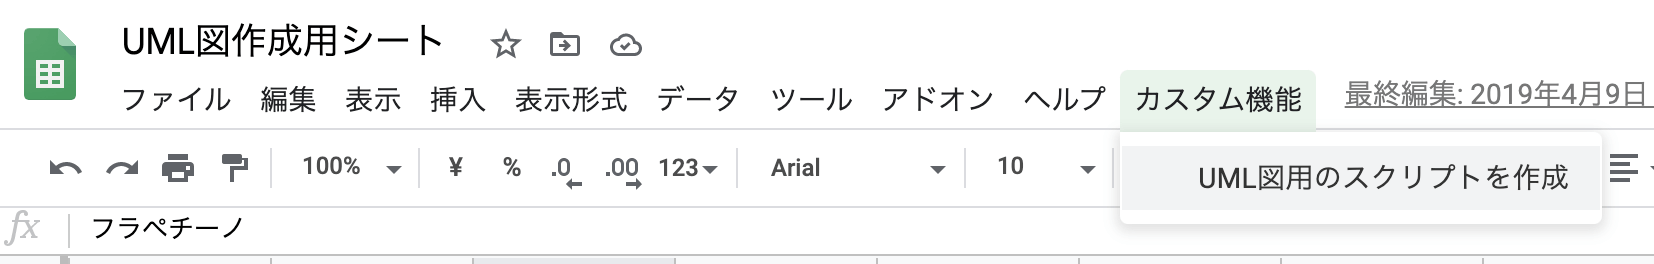 UML図作成用シート
ファイル 編集 表示 挿入 表示形式 データ ツール アドオン ヘルプ カスタム機能 最終編集: 2019年4月9日
100% ¥ % .0 .00 123 Arial 10
UML図用のスクリプトを作成
fx フラペチーノ